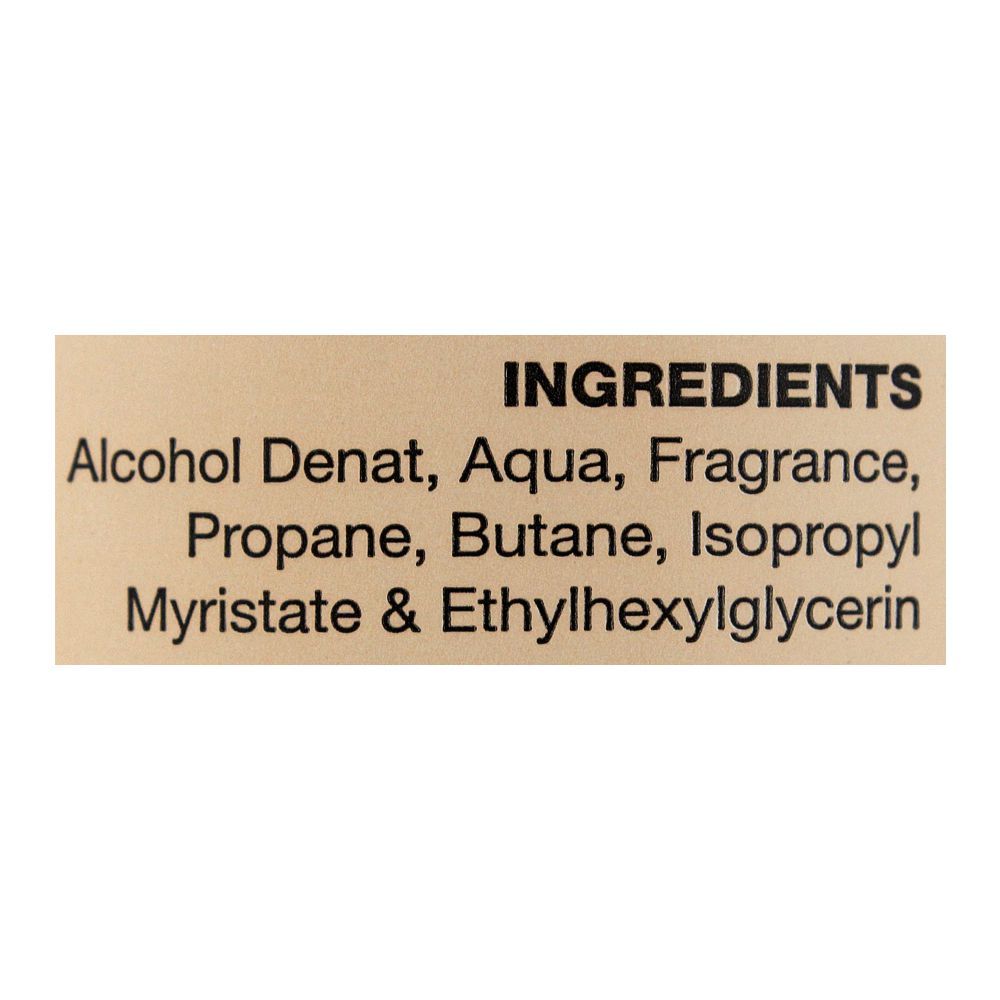 INGREDIENTS
Alcohol Denat, Aqua, Fragrance,
Propane, Butane, Isopropyl
Myristate & Ethylhexylglycerin